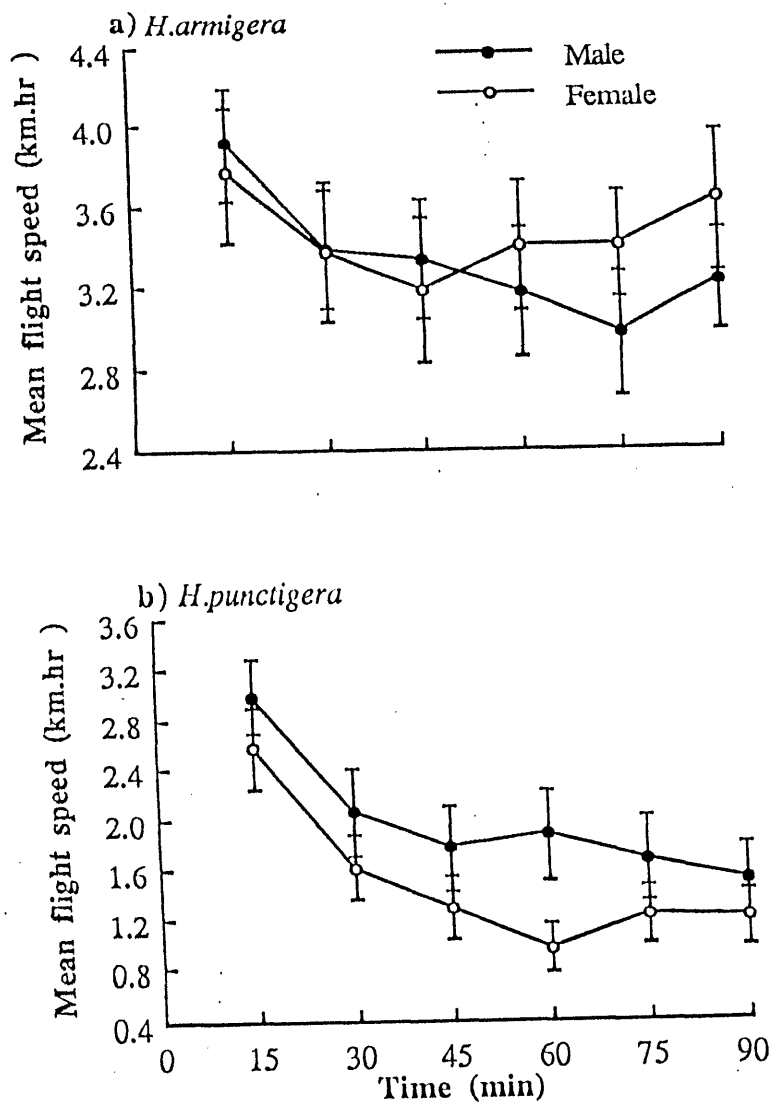 a) H.armigera
Male
Female
Mean flight speed (km.hr )
4.4
4.0
3.6
3.2
2.8
2.4
b) H.punctigera
Mean flight speed (km.hr )
3.6
3.2
2.8
2.4
2.0
1.6
1.2
0.8
0.4
0 15 30 45 60 75 90
Time (min)